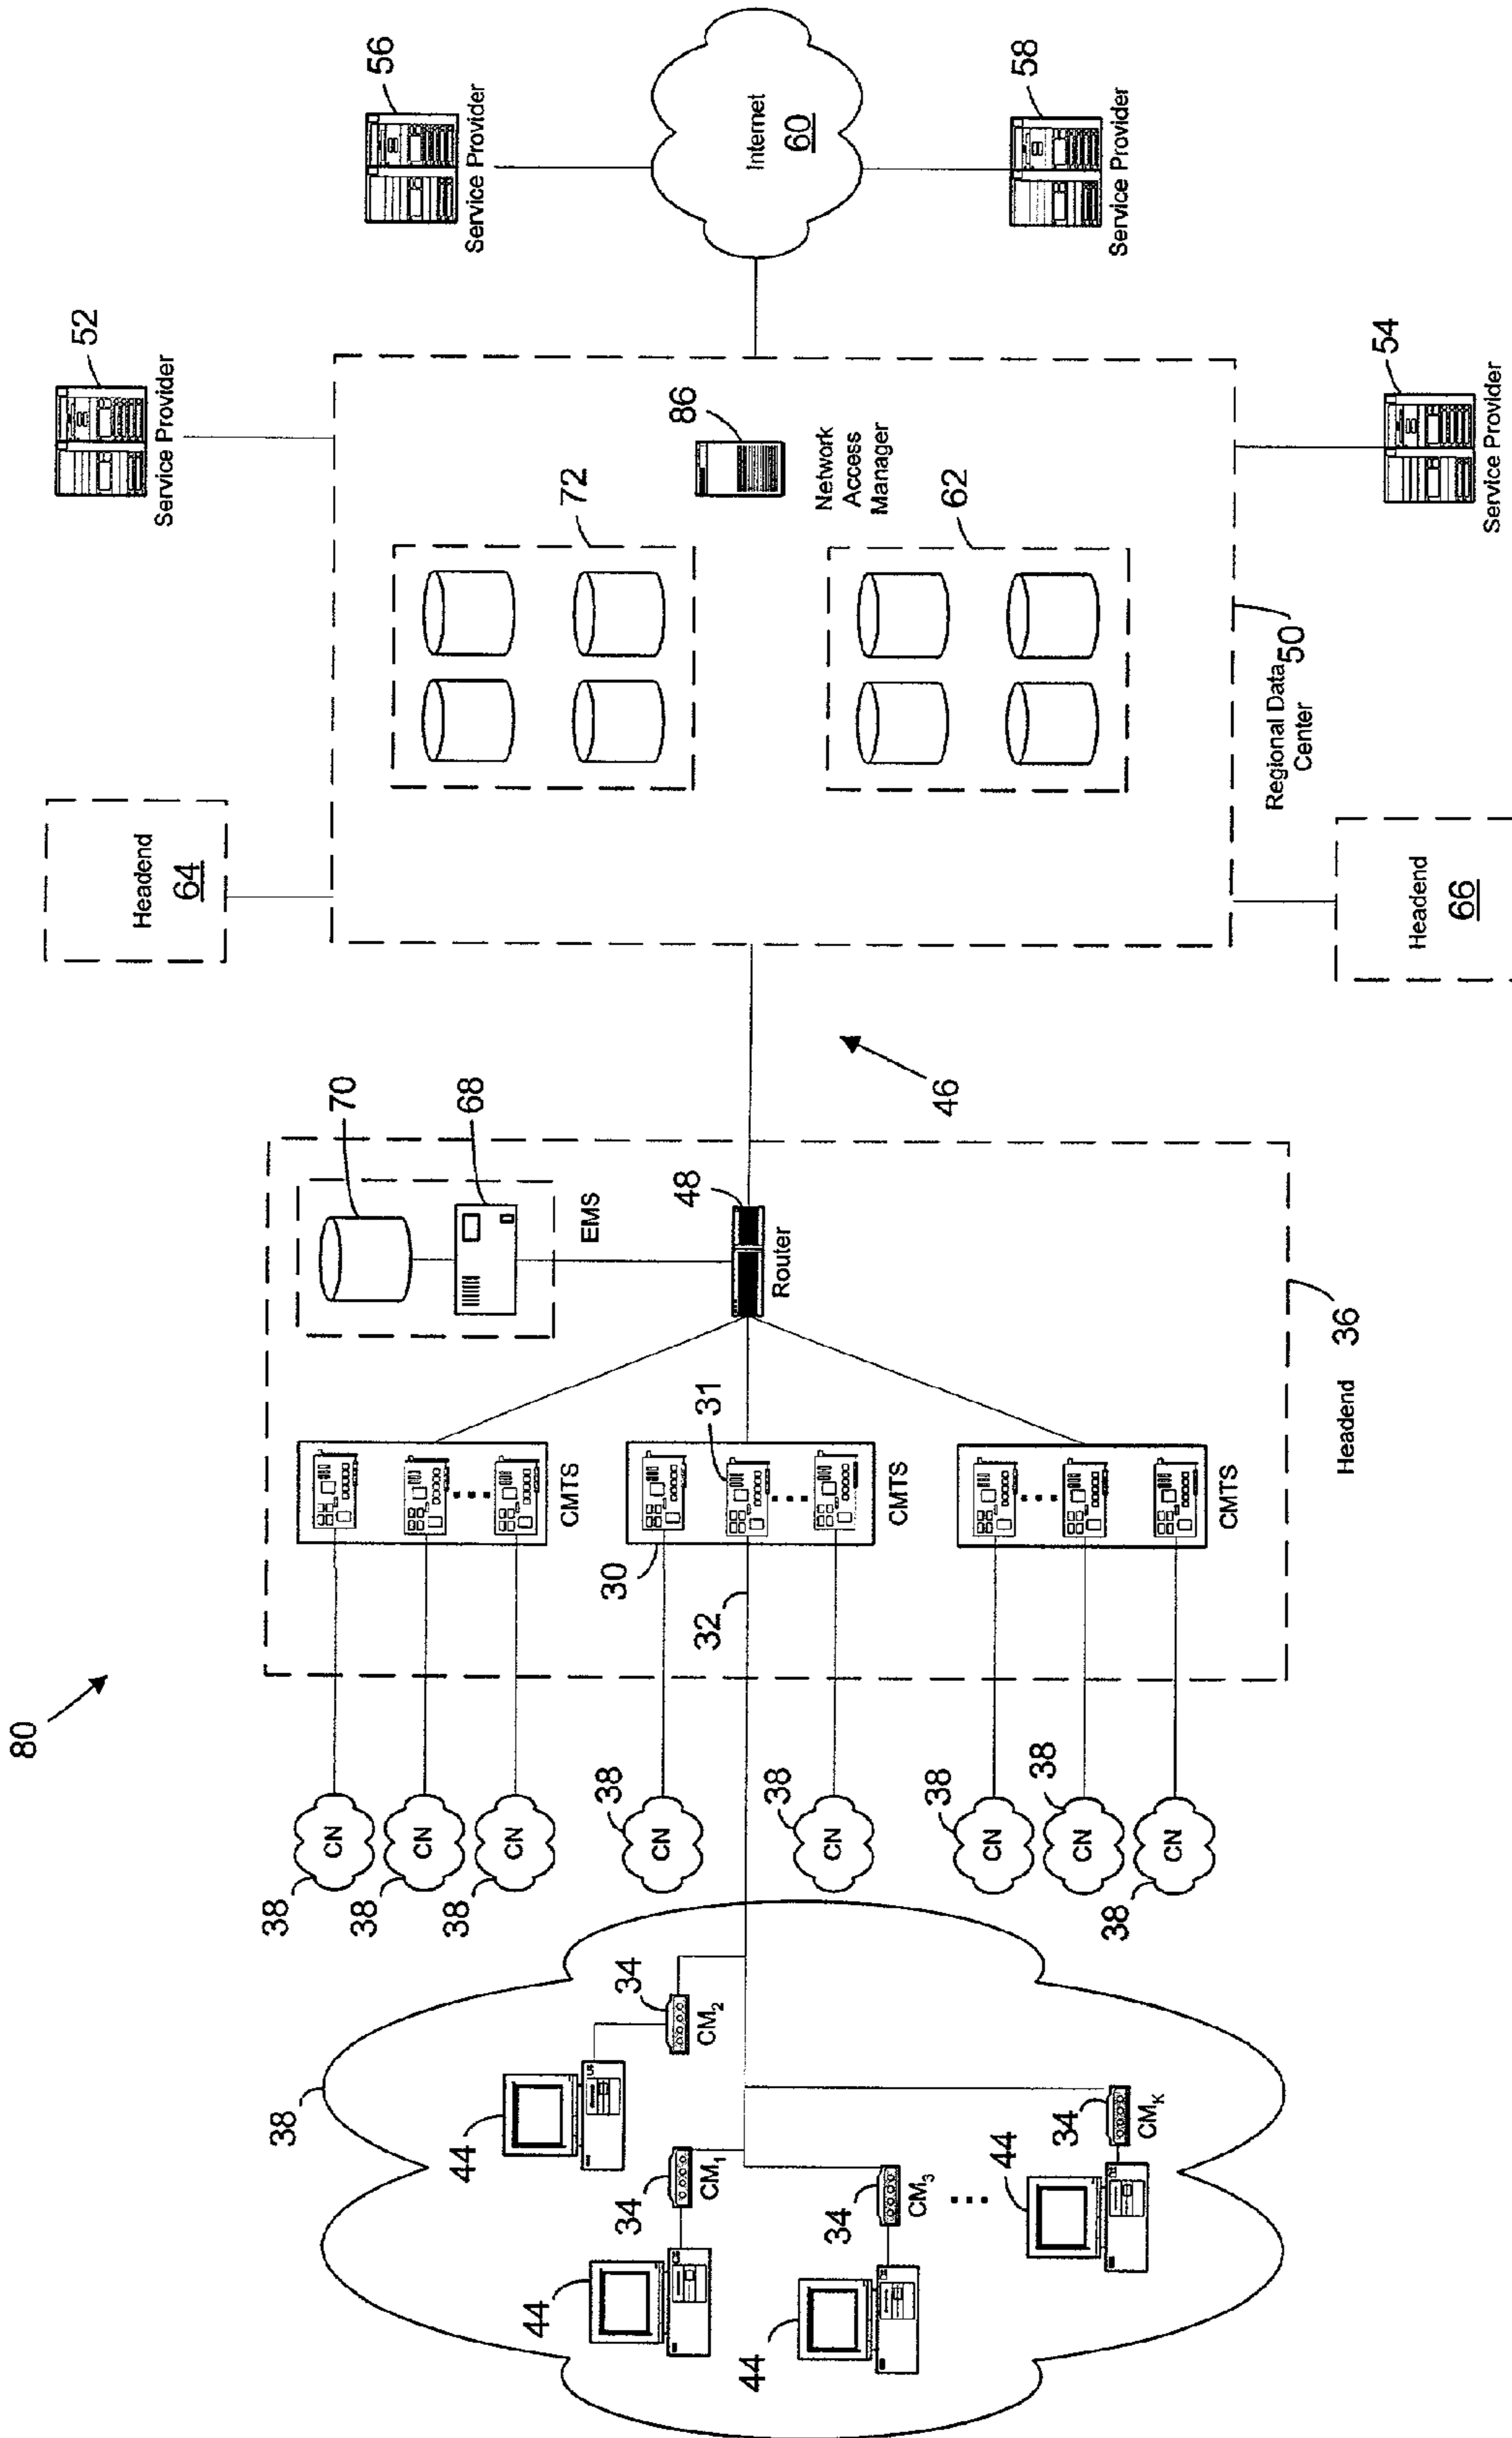 80
38
44
34
CM2
44
34
CM1
44
34
CM3
44
34
CMK
38
CN
38
CN
38
CN
38
CN
38
CN
38
CN
38
CN
38
CN
32
30
31
CMTS
CMTS
CMTS
70
68
EMS
48
Router
Headend 36
46
Headend
64
Headend
66
72
62
86
Network
Access
Manager
Regional Data
Center
50
52
Service Provider
54
Service Provider
56
Service Provider
58
Service Provider
Internet
60